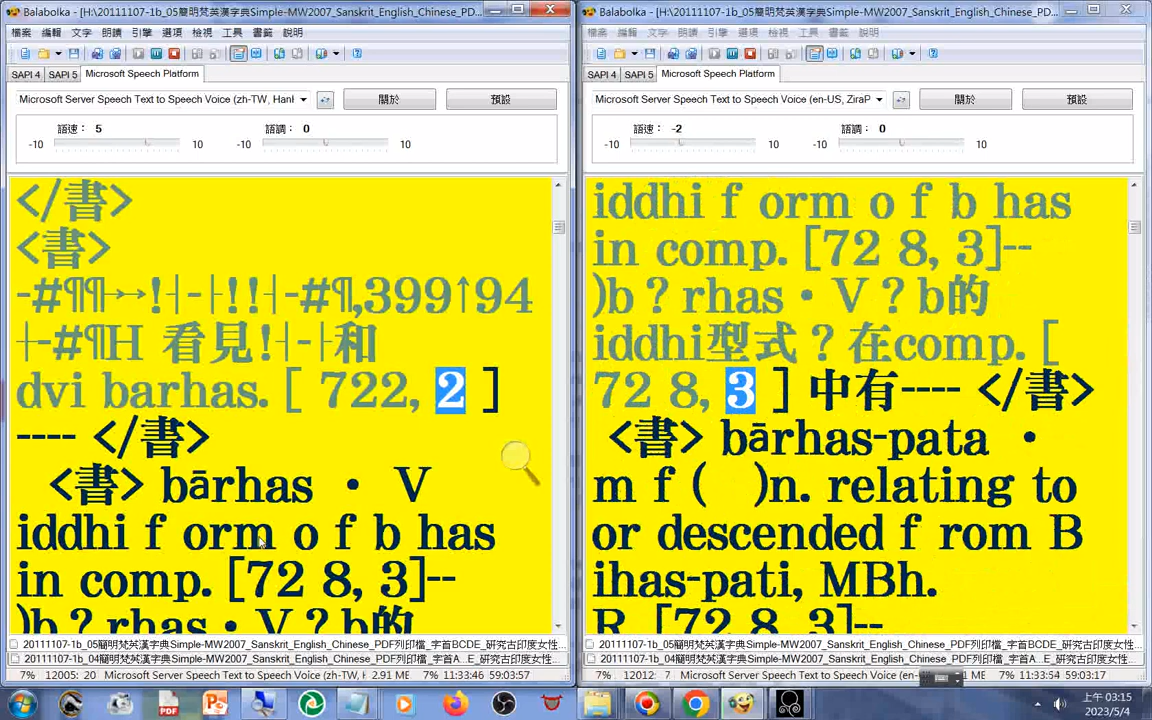 Balabolka - [H:\20111107-1b_05簡明梵英漢字典Simple-MW2007_Sanskrit_English_Chinese_PD...
檔案 編輯 文字 朗讀 引擎 選項 檢視 工具 書籤 說明
SAPI 4 SAPI 5 Microsoft Speech Platform
Microsoft Server Speech Text to Speech Voice (zh-TW, Hanl
關於
預設
語速： 5
語調： 0
-10 10 -10 10
</書>
<書>
-#¶¶→→!┤-├!!┤-#¶,399↑94
├-#¶H 看見!┤-├和
dvi barhas. [ 722, 2 ]
---- </書>
<書> bārhas • V
iddhi f orm o f b has
in comp. [72 8, 3]--
)b？rhas • V？b的
20111107-1b_05簡明梵英漢字典Simple-MW2007_Sanskrit_English_Chinese_PDF列印檔_字首BCDE_研究古印度女性...
20111107-1b_04簡明梵英漢字典Simple-MW2007_Sanskrit_English_Chinese_PDF列印檔_字首A...E_研究古印度女性...
7% 12005: 20 Microsoft Server Speech Text to Speech Voice (zh-TW, H 2.91 ME 7% 11:33:46 59:03:57
Balabolka - [H:\20111107-1b_05簡明梵英漢字典Simple-MW2007_Sanskrit_English_Chinese_PD...
檔案 編輯 文字 朗讀 引擎 選項 檢視 工具 書籤 說明
SAPI 4 SAPI 5 Microsoft Speech Platform
Microsoft Server Speech Text to Speech Voice (en-US, ZiraP
關於
預設
語速： -2
語調： 0
-10 10 -10 10
iddhi f orm o f b has
in comp. [72 8, 3]--
)b？rhas • V？b的
iddhi型式？在comp. [
72 8, 3 ] 中有---- </書>
<書> bārhas-pata •
m f ( )n. relating to
or descended f rom B
ihas-pati, MBh.
R. [72 8, 3]--
20111107-1b_05簡明梵英漢字典Simple-MW2007_Sanskrit_English_Chinese_PDF列印檔_字首BCDE_研究古印度女性...
20111107-1b_04簡明梵英漢字典Simple-MW2007_Sanskrit_English_Chinese_PDF列印檔_字首A...E_研究古印度女性...
7% 12012: 7 Microsoft Server Speech Text to Speech Voice (en-US, ME 7% 11:33:54 59:03:17
PDF
上午 03:15
2023/5/4